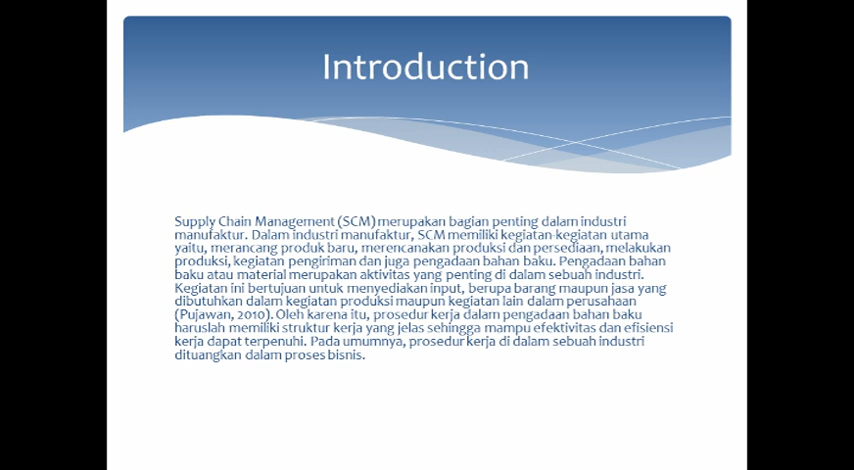 Introduction
Supply Chain Management (SCM) merupakan bagian penting dalam industri
manufaktur. Dalam industri manufaktur, SCM memiliki kegiatan-kegiatan utama
yaitu, merancang produk baru, merencanakan produksi dan persediaan, melakukan
produksi, kegiatan pengiriman dan juga pengadaan bahan baku. Pengadaan bahan
baku atau material merupakan aktivitas yang penting di dalam sebuah industri.
Kegiatan ini bertujuan untuk menyediakan input, berupa barang maupun jasa yang
dibutuhkan dalam kegiatan produksi maupun kegiatan lain dalam perusahaan
(Pujawan, 2010). Oleh karena itu, prosedur kerja dalam pengadaan bahan baku
haruslah memiliki struktur kerja yang jelas sehingga mampu efektivitas dan efisiensi
kerja dapat terpenuhi. Pada umumnya, prosedur kerja di dalam sebuah industri
dituangkan dalam proses bisnis.